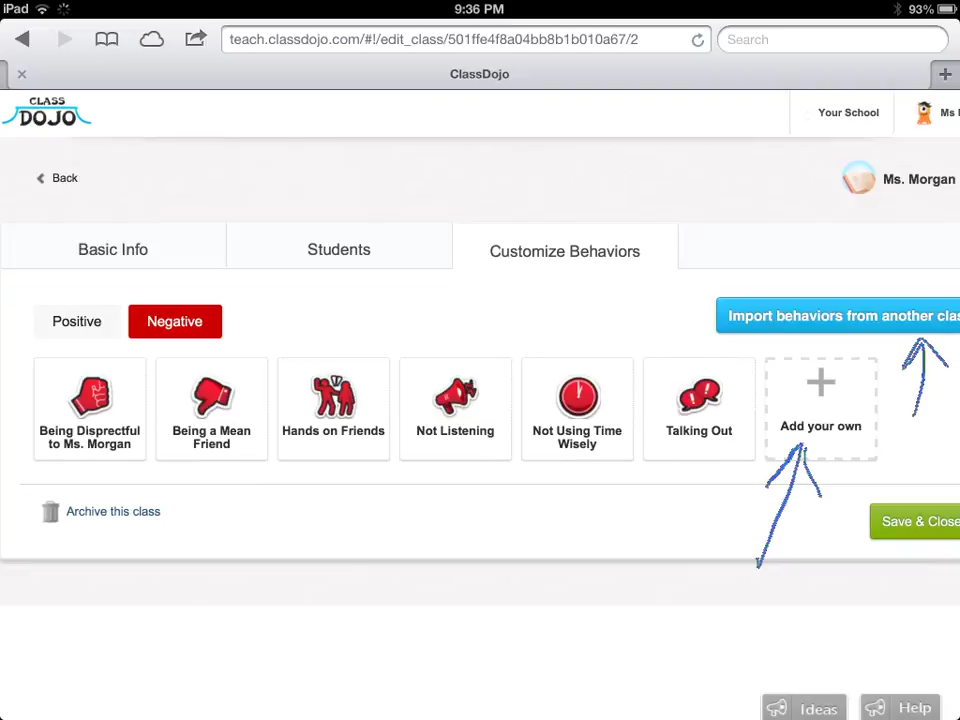 iPad 9:36 PM 93%
teach.classdojo.com/#!/edit_class/501ffe4f8a04bb8b1b010a67/2 Search
ClassDojo
CLASS
DOJO
Your School Ms
Back
Ms. Morgan
Basic Info Students Customize Behaviors
Positive Negative Import behaviors from another clas
Being Disprectful
to Ms. Morgan
Being a Mean
Friend
Hands on Friends
Not Listening
Not Using Time
Wisely
Talking Out
Add your own
Archive this class
Save & Close
Ideas Help